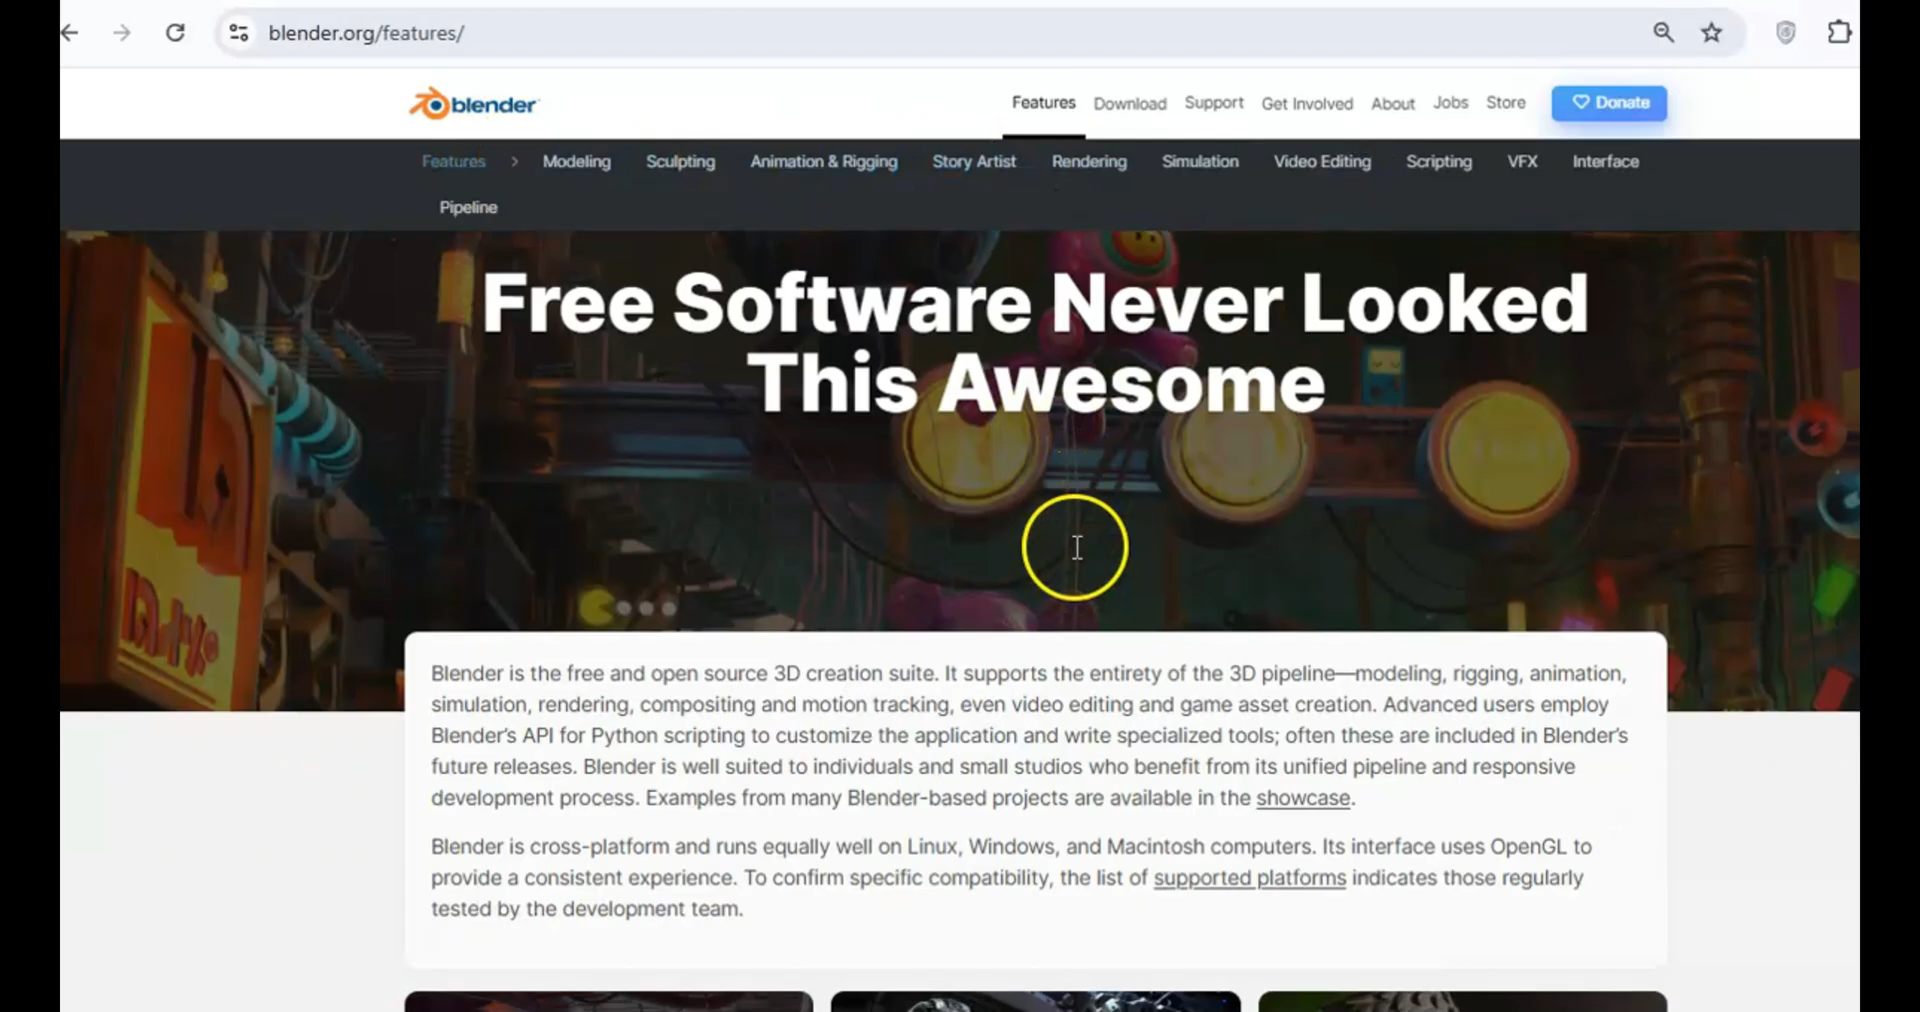 blender.org/features/
blender
Features Download Support Get Involved About Jobs Store Donate
Features > Modeling Sculpting Animation & Rigging Story Artist Rendering Simulation Video Editing Scripting VFX Interface
Pipeline
Free Software Never Looked
This Awesome
Blender is the free and open source 3D creation suite. It supports the entirety of the 3D pipeline—modeling, rigging, animation,
simulation, rendering, compositing and motion tracking, even video editing and game asset creation. Advanced users employ
Blender’s API for Python scripting to customize the application and write specialized tools; often these are included in Blender’s
future releases. Blender is well suited to individuals and small studios who benefit from its unified pipeline and responsive
development process. Examples from many Blender-based projects are available in the showcase.
Blender is cross-platform and runs equally well on Linux, Windows, and Macintosh computers. Its interface uses OpenGL to
provide a consistent experience. To confirm specific compatibility, the list of supported platforms indicates those regularly
tested by the development team.